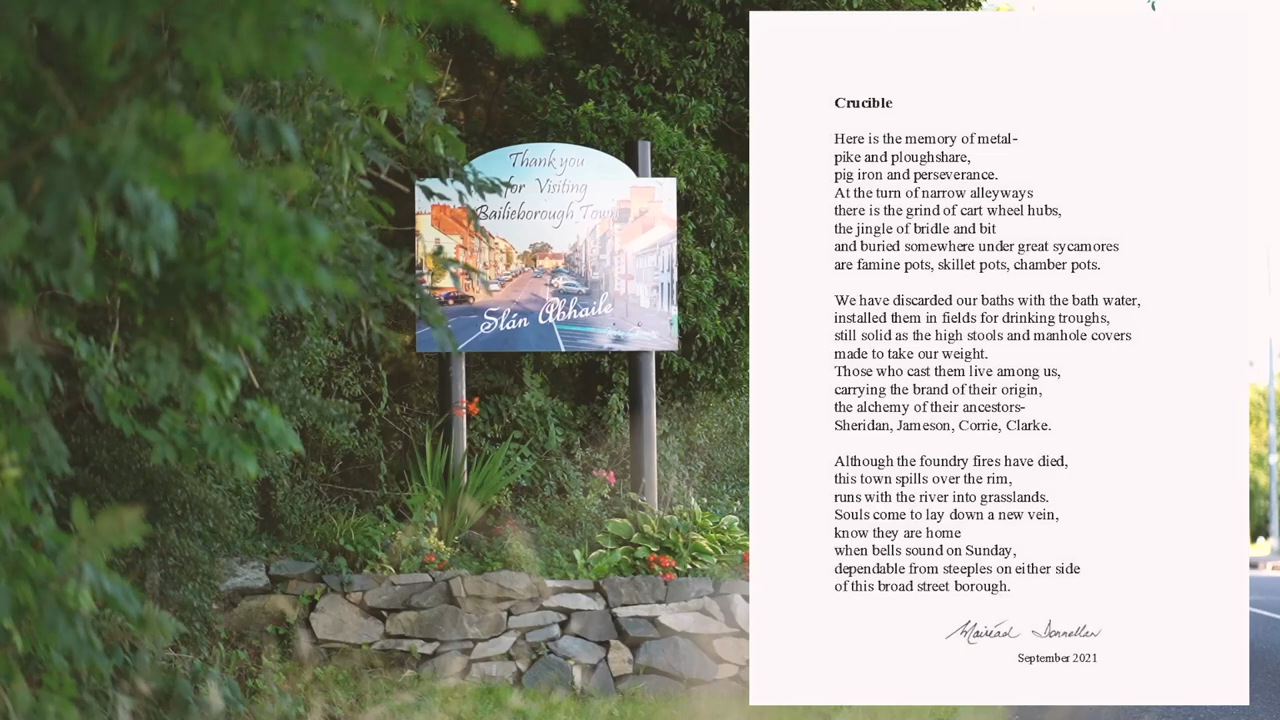 Thank you
for Visiting
Bailieborough Town
Slán Abhaile
Crucible
Here is the memory of metal-
pike and ploughshare,
pig iron and perseverance.
At the turn of narrow alleyways
there is the grind of cart wheel hubs,
the jingle of bridle and bit
and buried somewhere under great sycamores
are famine pots, skillet pots, chamber pots.
We have discarded our baths with the bath water,
installed them in fields for drinking troughs,
still solid as the high stools and manhole covers
made to take our weight.
Those who cast them live among us,
carrying the brand of their origin,
the alchemy of their ancestors-
Sheridan, Jameson, Corrie, Clarke.
Although the foundry fires have died,
this town spills over the rim,
runs with the river into grasslands.
Souls come to lay down a new vein,
know they are home
when bells sound on Sunday,
dependable from steeples on either side
of this broad street borough.
Mairéad Donnellan
September 2021